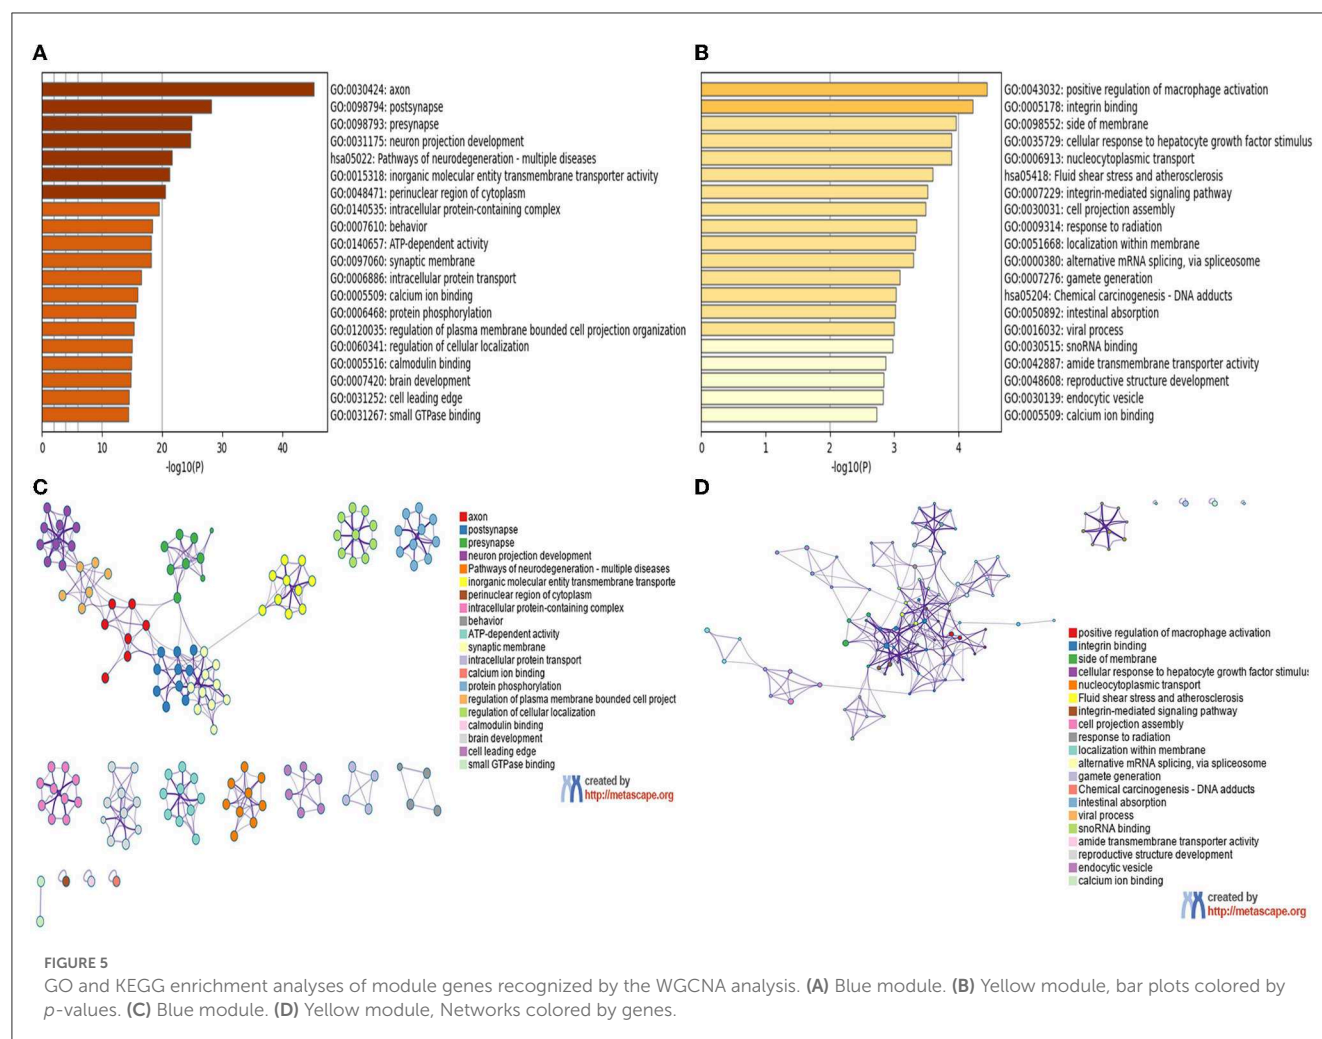 A
GO:0030424: axon
GO:0098794: postsynapse
GO:0098793: presynapse
GO:0031175: neuron projection development
hsa05022: Pathways of neurodegeneration - multiple diseases
GO:0015318: inorganic molecular entity transmembrane transporter activity
GO:0048471: perinuclear region of cytoplasm
GO:0140535: intracellular protein-containing complex
GO:0007610: behavior
GO:0140657: ATP-dependent activity
GO:0097060: synaptic membrane
GO:0006886: intracellular protein transport
GO:0005509: calcium ion binding
GO:0006468: protein phosphorylation
GO:0120035: regulation of plasma membrane bounded cell projection organization
GO:0060341: regulation of cellular localization
GO:0005516: calmodulin binding
GO:0007420: brain development
GO:0031252: cell leading edge
GO:0031267: small GTPase binding
0 10 20 30 40
-log10(P)
B
GO:0043032: positive regulation of macrophage activation
GO:0005178: integrin binding
GO:0098552: side of membrane
GO:0035729: cellular response to hepatocyte growth factor stimulus
GO:0006913: nucleocytoplasmic transport
hsa05418: Fluid shear stress and atherosclerosis
GO:0007229: integrin-mediated signaling pathway
GO:0030031: cell projection assembly
GO:0009314: response to radiation
GO:0051668: localization within membrane
GO:0000380: alternative mRNA splicing, via spliceosome
GO:0007276: gamete generation
hsa05204: Chemical carcinogenesis - DNA adducts
GO:0050892: intestinal absorption
GO:0016032: viral process
GO:0030515: snoRNA binding
GO:0042887: amide transmembrane transporter activity
GO:0048608: reproductive structure development
GO:0030139: endocytic vesicle
GO:0005509: calcium ion binding
0 1 2 3 4
-log10(P)
C
axon
postsynapse
presynapse
neuron projection development
Pathways of neurodegeneration - multiple diseases
inorganic molecular entity transmembrane transporte
perinuclear region of cytoplasm
intracellular protein-containing complex
behavior
ATP-dependent activity
synaptic membrane
intracellular protein transport
calcium ion binding
protein phosphorylation
regulation of plasma membrane bounded cell project
regulation of cellular localization
calmodulin binding
brain development
cell leading edge
small GTPase binding
created by
http://metascape.org
D
positive regulation of macrophage activation
integrin binding
side of membrane
cellular response to hepatocyte growth factor stimulu
nucleocytoplasmic transport
Fluid shear stress and atherosclerosis
integrin-mediated signaling pathway
cell projection assembly
response to radiation
localization within membrane
alternative mRNA splicing, via spliceosome
gamete generation
Chemical carcinogenesis - DNA adducts
intestinal absorption
viral process
snoRNA binding
amide transmembrane transporter activity
reproductive structure development
endocytic vesicle
calcium ion binding
created by
http://metascape.org
FIGURE 5
GO and KEGG enrichment analyses of module genes recognized by the WGCNA analysis. (A) Blue module. (B) Yellow module, bar plots colored by
p-values. (C) Blue module. (D) Yellow module, Networks colored by genes.